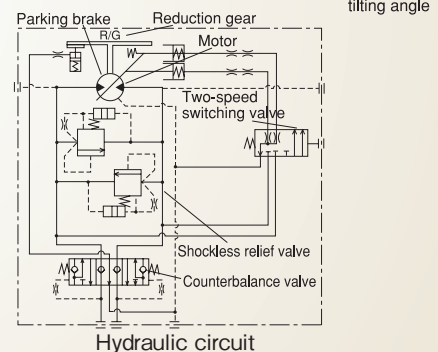 tilting angle
Parking brake
Reduction gear
R/G
Motor
Two-speed
switching valve
Shockless relief valve
Counterbalance valve
Hydraulic circuit